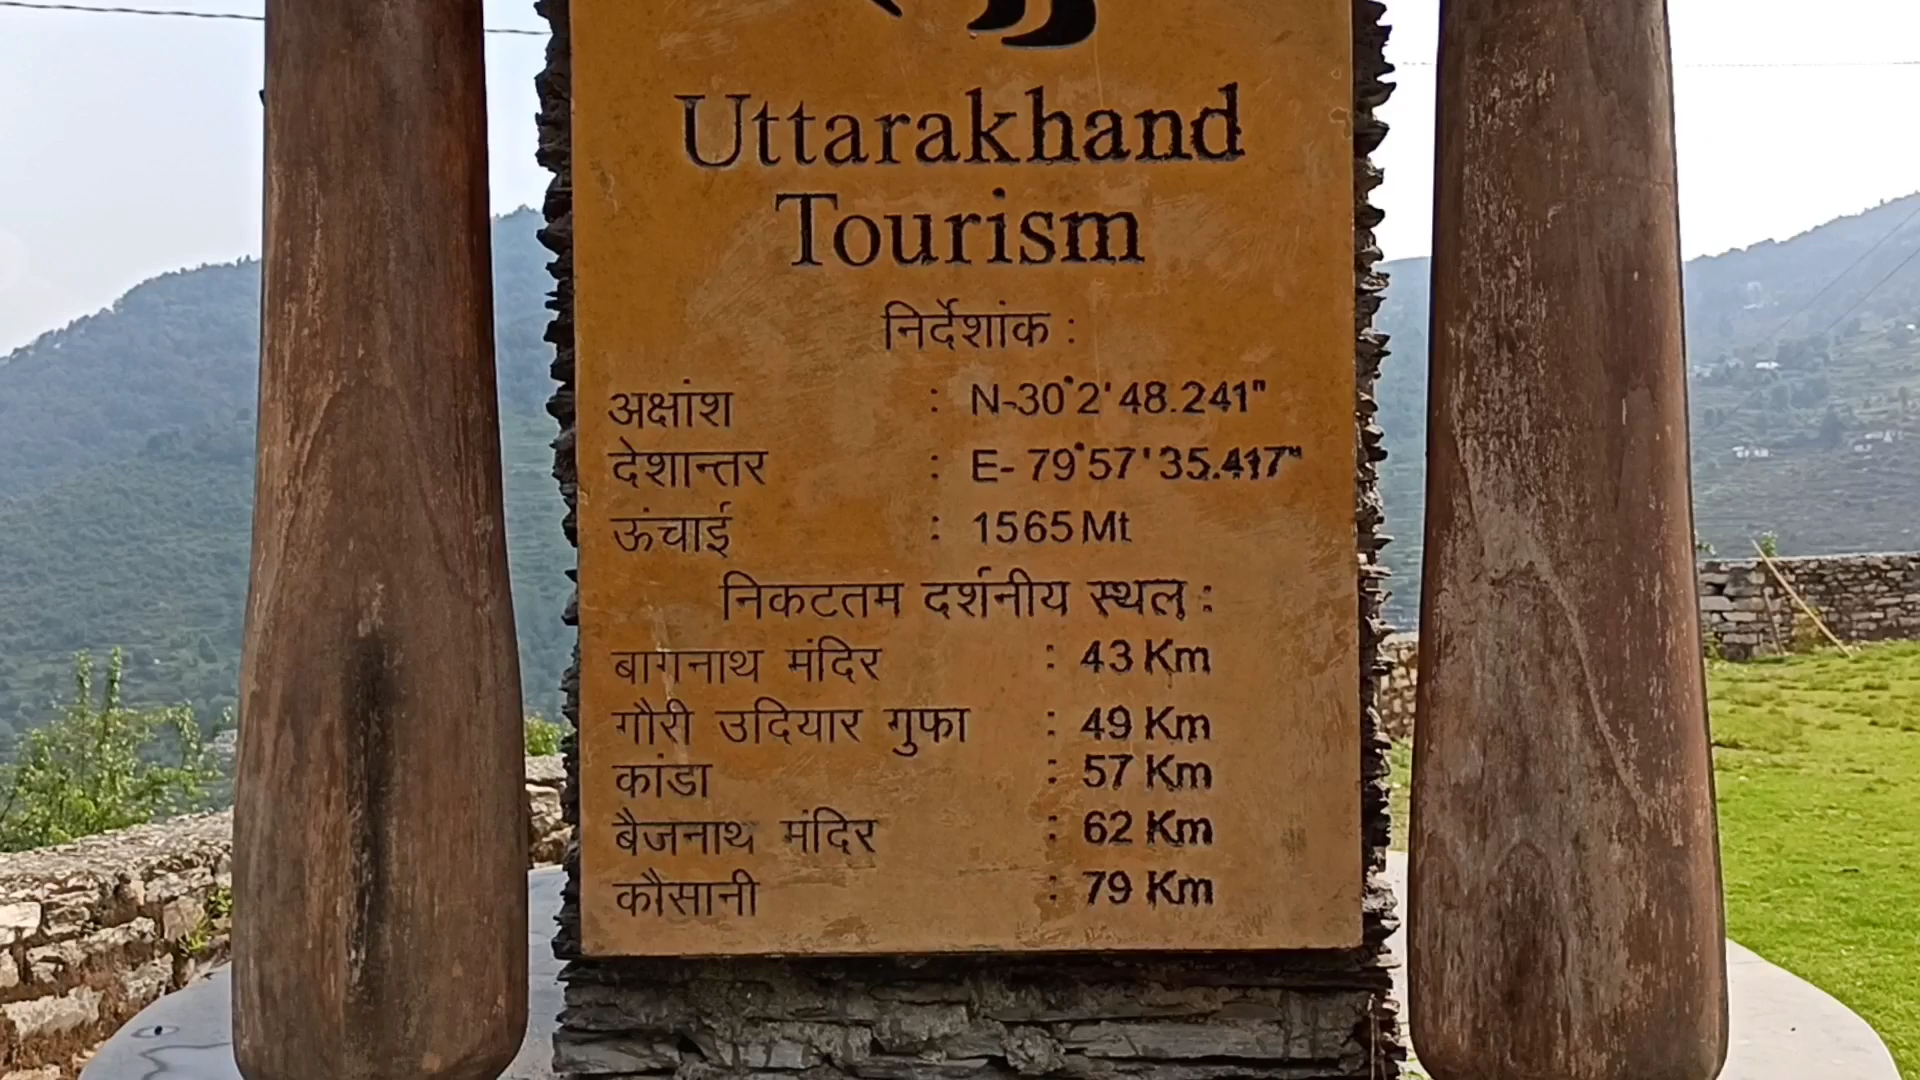 Uttarakhand
Tourism
निर्देशांक :
अक्षांश : N-30°2'48.241"
देशान्तर : E- 79°57'35.417"
ऊंचाई : 1565 Mt
निकटतम दर्शनीय स्थल :
बागनाथ मंदिर : 43 Km
गौरी उदियार गुफा : 49 Km
कांडा : 57 Km
बैजनाथ मंदिर : 62 Km
कौसानी : 79 Km